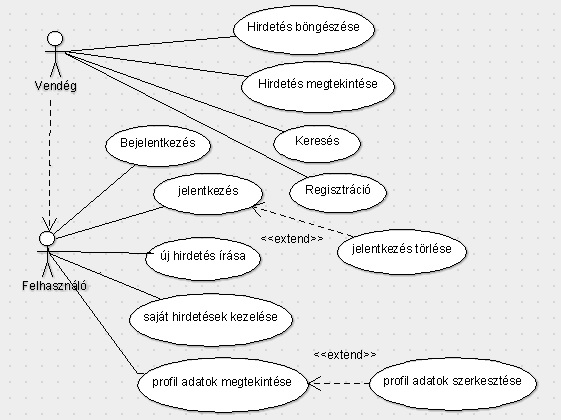 Hirdetés böngészése
Hirdetés megtekintése
Vendég
Keresés
Bejelentkezés
Regisztráció
jelentkezés
<<extend>>
jelentkezés törlése
új hirdetés írása
Felhasználó
saját hirdetések kezelése
<<extend>>
profil adatok megtekintése
profil adatok szerkesztése